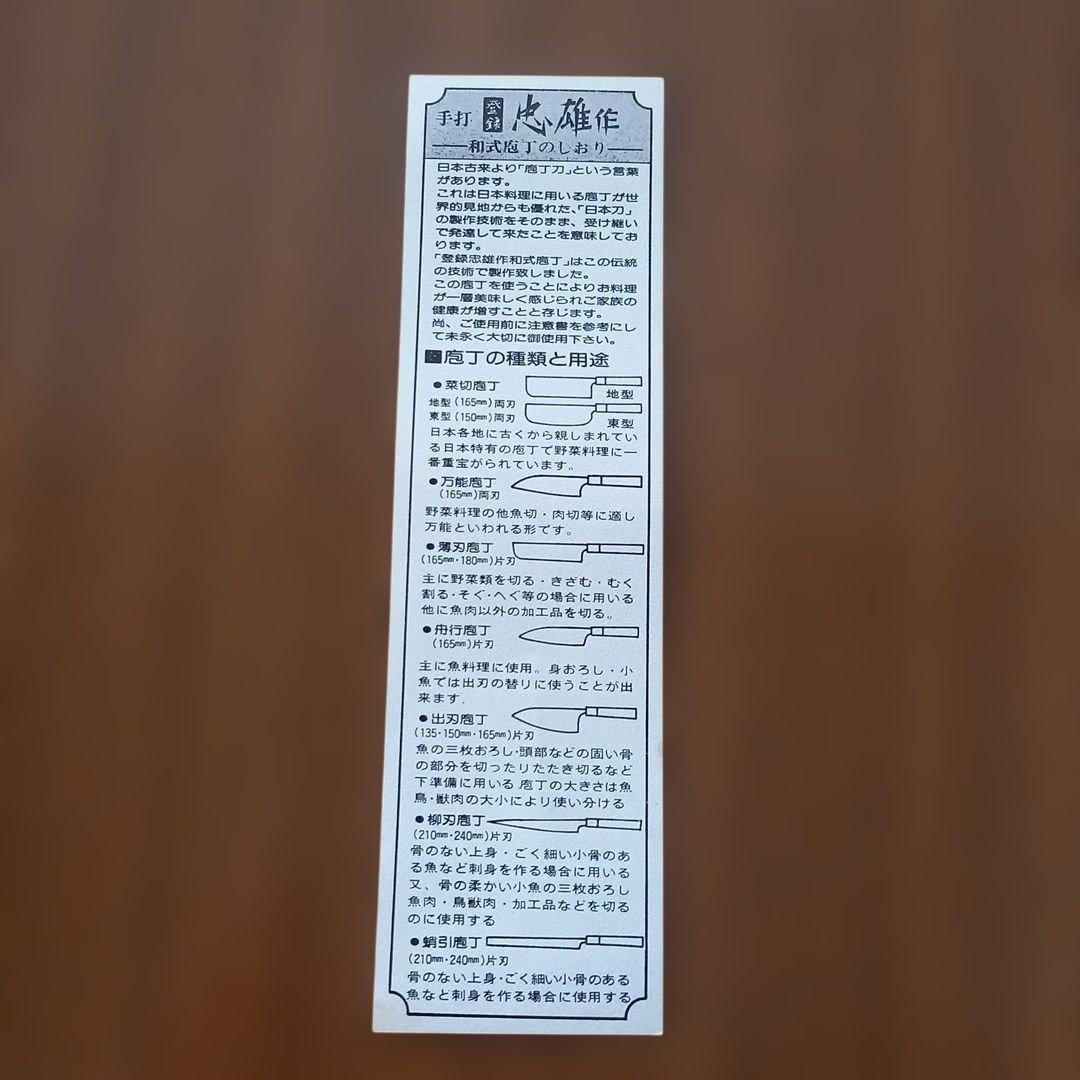 手打 登録 忠雄作
和式庖丁のしおり
日本古来より「庖丁刀」という言葉
があります。
これは日本料理に用いる庖丁が世
界的見地からも優れた、「日本刀」
の製作技術をそのまま、受け継い
で発達して来たことを意味してお
ります。
「登録忠雄作和式庖丁」はこの伝統
の技術で製作致しました。
この庖丁を使うことによりお料理
が一層美味しく感じられご家族の
健康が増すことと存じます。
尚、ご使用前に注意書を参考にし
て末永く大切に御使用下さい。
庖丁の種類と用途
●菜切庖丁
地型(165mm)両刃 地型
東型(150mm)両刃 東型
日本各地に古くから親しまれてい
る日本特有の庖丁で野菜料理に一
番重宝がられています。
●万能庖丁
(165mm)両刃
野菜料理の他魚切・肉切等に適し
万能といわれる形です。
●薄刃庖丁
(165mm・180mm)片刃
主に野菜類を切る・きざむ・むく
割る・そぐ・へぐ等の場合に用いる
他に魚肉以外の加工品を切る。
●舟行庖丁
(165mm)片刃
主に魚料理に使用。身おろし・小
魚では出刃の替りに使うことが出
来ます.
●出刃庖丁
(135・150mm・165mm)片刃
魚の三枚おろし・頭部などの固い骨
の部分を切ったりたたき切るなど
下準備に用いる 庖丁の大きさは魚
鳥・獣肉の大小により使い分ける
●柳刃庖丁
(210mm・240mm)片刃
骨のない上身・ごく細い小骨のあ
る魚など刺身を作る場合に用いる
又、骨の柔かい小魚の三枚おろし
魚肉・鳥獣肉・加工品などを切る
のに使用する
●蛸引庖丁
(210mm・240mm)片刃
骨のない上身・ごく細い小骨のある
魚など刺身を作る場合に使用する